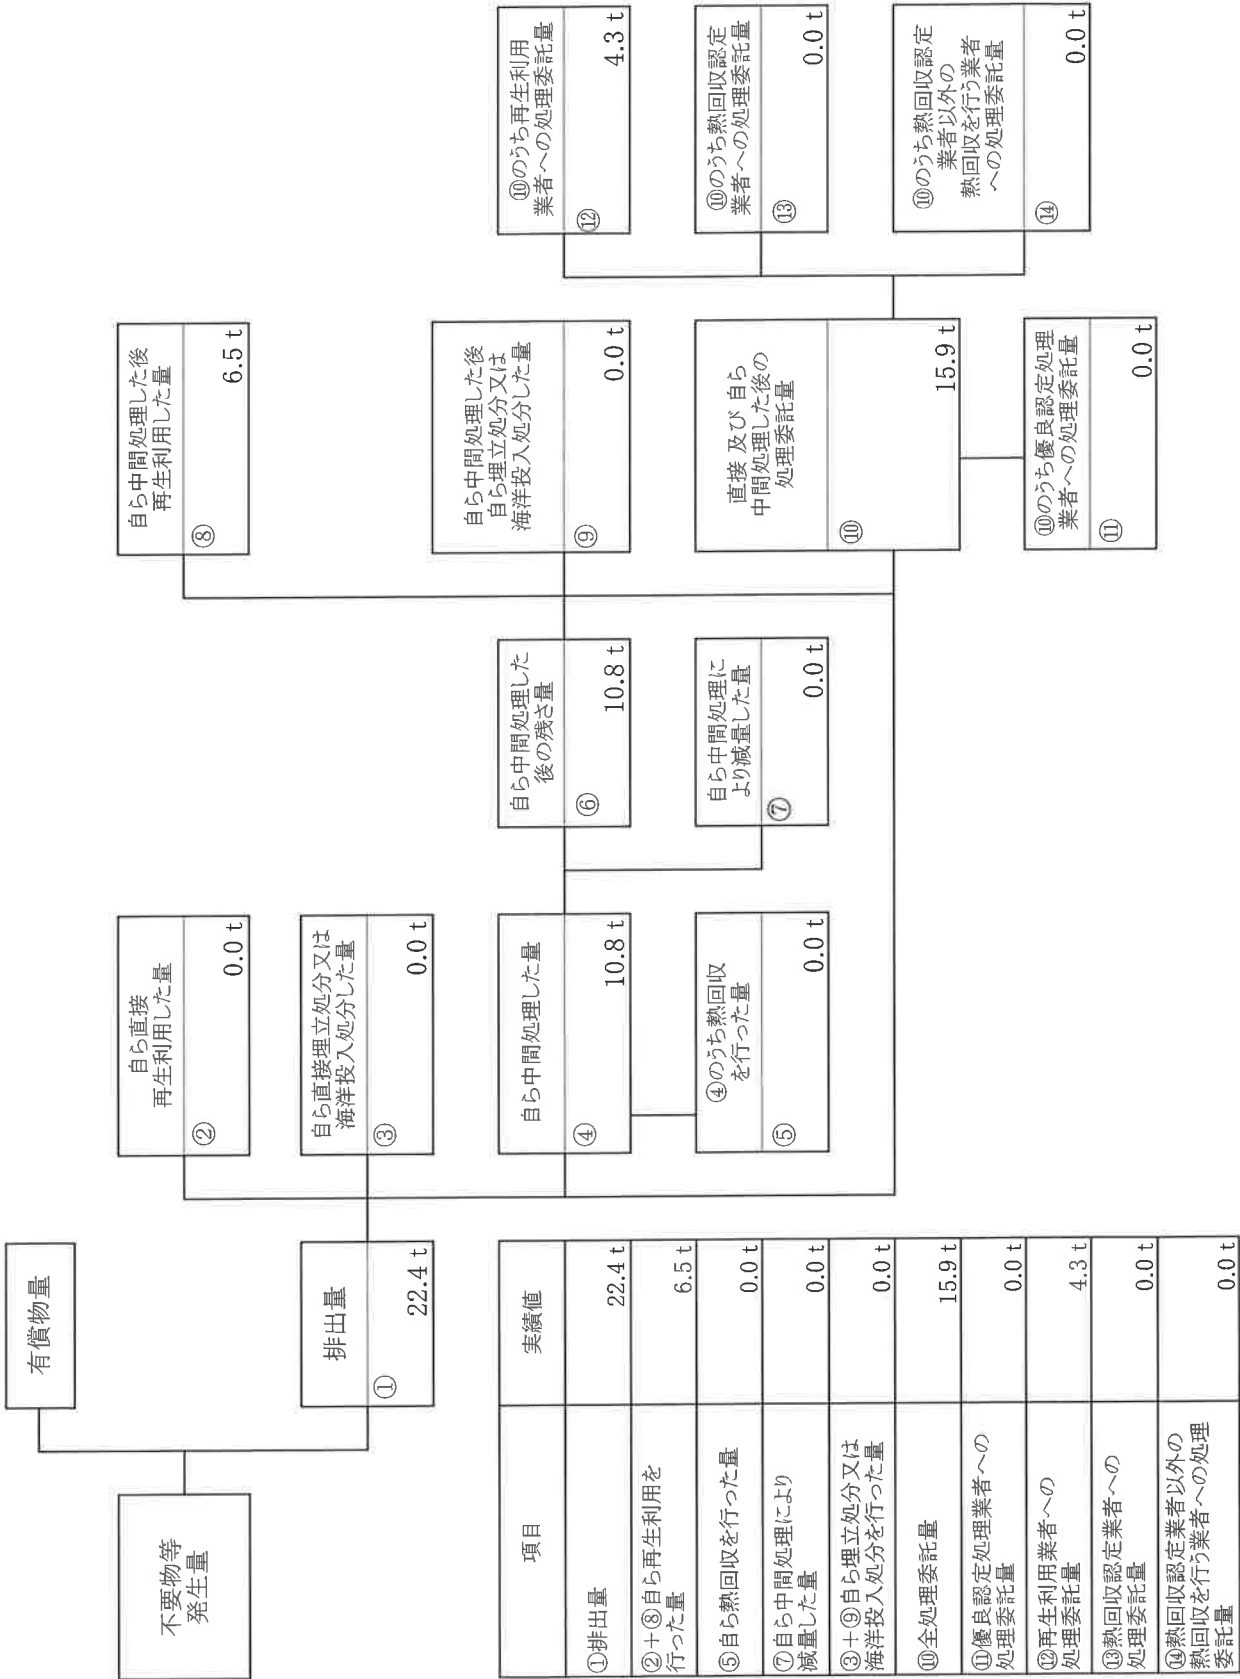 不要物等
発生量
有償物量
排出量
①
22.4 t
自ら直接
再生利用した量
②
0.0 t
自ら直接埋立処分又は
海洋投入処分した量
③
0.0 t
自ら中間処理した量
④
10.8 t
④のうち熱回収
を行った量
⑤
0.0 t
自ら中間処理した
後の残さ量
⑥
10.8 t
自ら中間処理に
より減量した量
⑦
0.0 t
自ら中間処理した後
再生利用した量
⑧
6.5 t
自ら中間処理した後
自ら埋立処分又は
海洋投入処分した量
⑨
0.0 t
直接 及び 自ら
中間処理した後の
処理委託量
⑩
15.9 t
⑩のうち優良認定処理
業者への処理委託量
⑪
0.0 t
⑩のうち再生利用
業者への処理委託量
⑫
4.3 t
⑩のうち熱回収認定
業者への処理委託量
⑬
0.0 t
⑩のうち熱回収認定
業者以外の
熱回収を行う業者
への処理委託量
⑭
0.0 t
項目
実績値
①排出量
22.4 t
②+⑧自ら再生利用を
行った量
6.5 t
⑤自ら熱回収を行った量
0.0 t
⑦自ら中間処理により
減量した量
0.0 t
③+⑨自ら埋立処分又は
海洋投入処分を行った量
0.0 t
⑩全処理委託量
15.9 t
⑪優良認定処理業者への
処理委託量
0.0 t
⑫再生利用業者への
処理委託量
4.3 t
⑬熱回収認定業者への
処理委託量
0.0 t
⑭熱回収認定業者以外の
熱回収を行う業者への処理
委託量
0.0 t